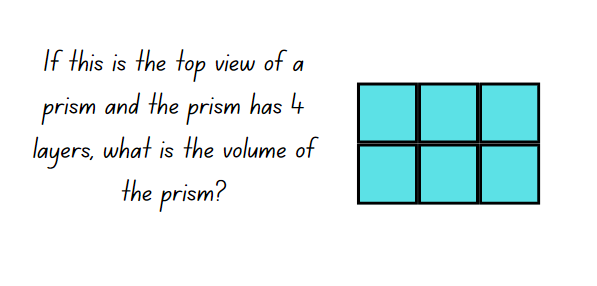 If this is the top view of a
prism and the prism has 4
layers, what is the volume of
the prism?